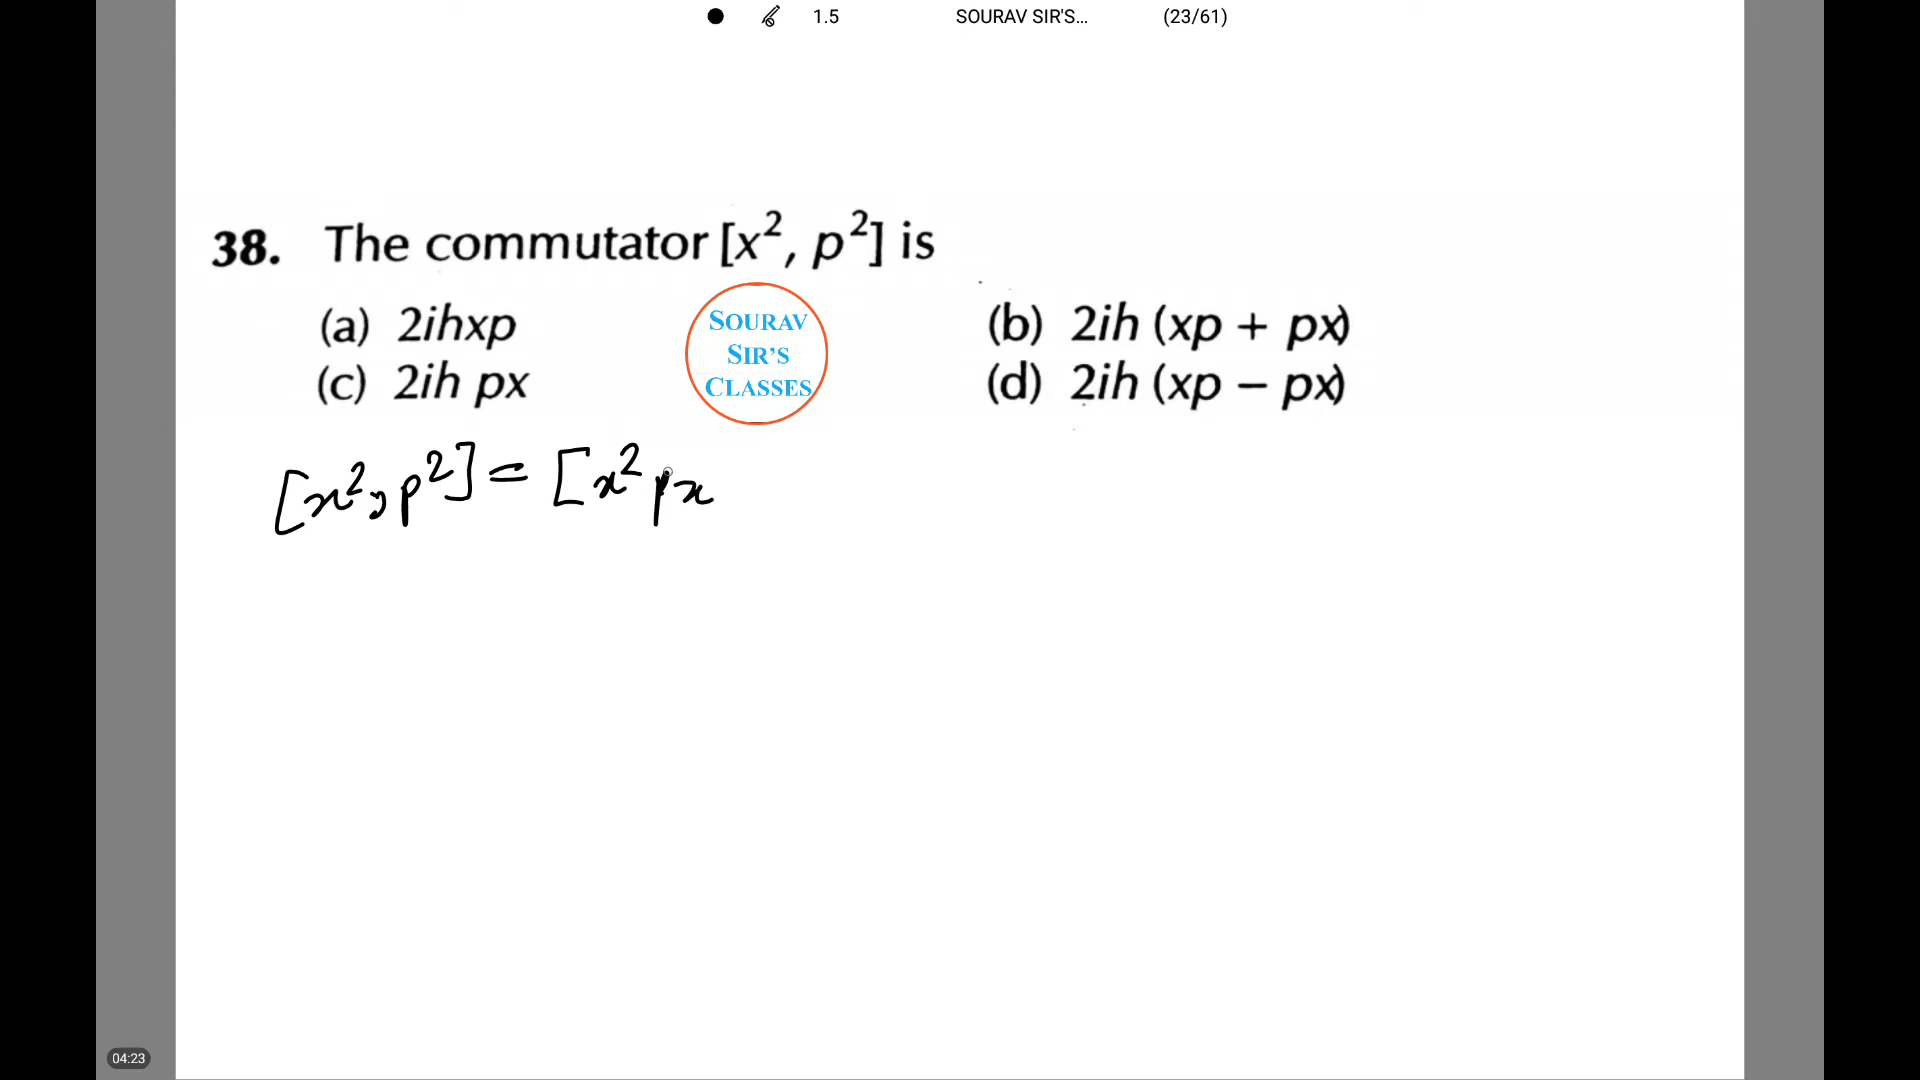 1.5 SOURAV SIR'S... (23/61)
38. The commutator [x², p²] is
(a) 2ihxp
(b) 2ih (xp + px)
SOURAV
SIR'S
CLASSES
(c) 2ih px
(d) 2ih (xp − px)
[x², p²] = [x² px
04:23